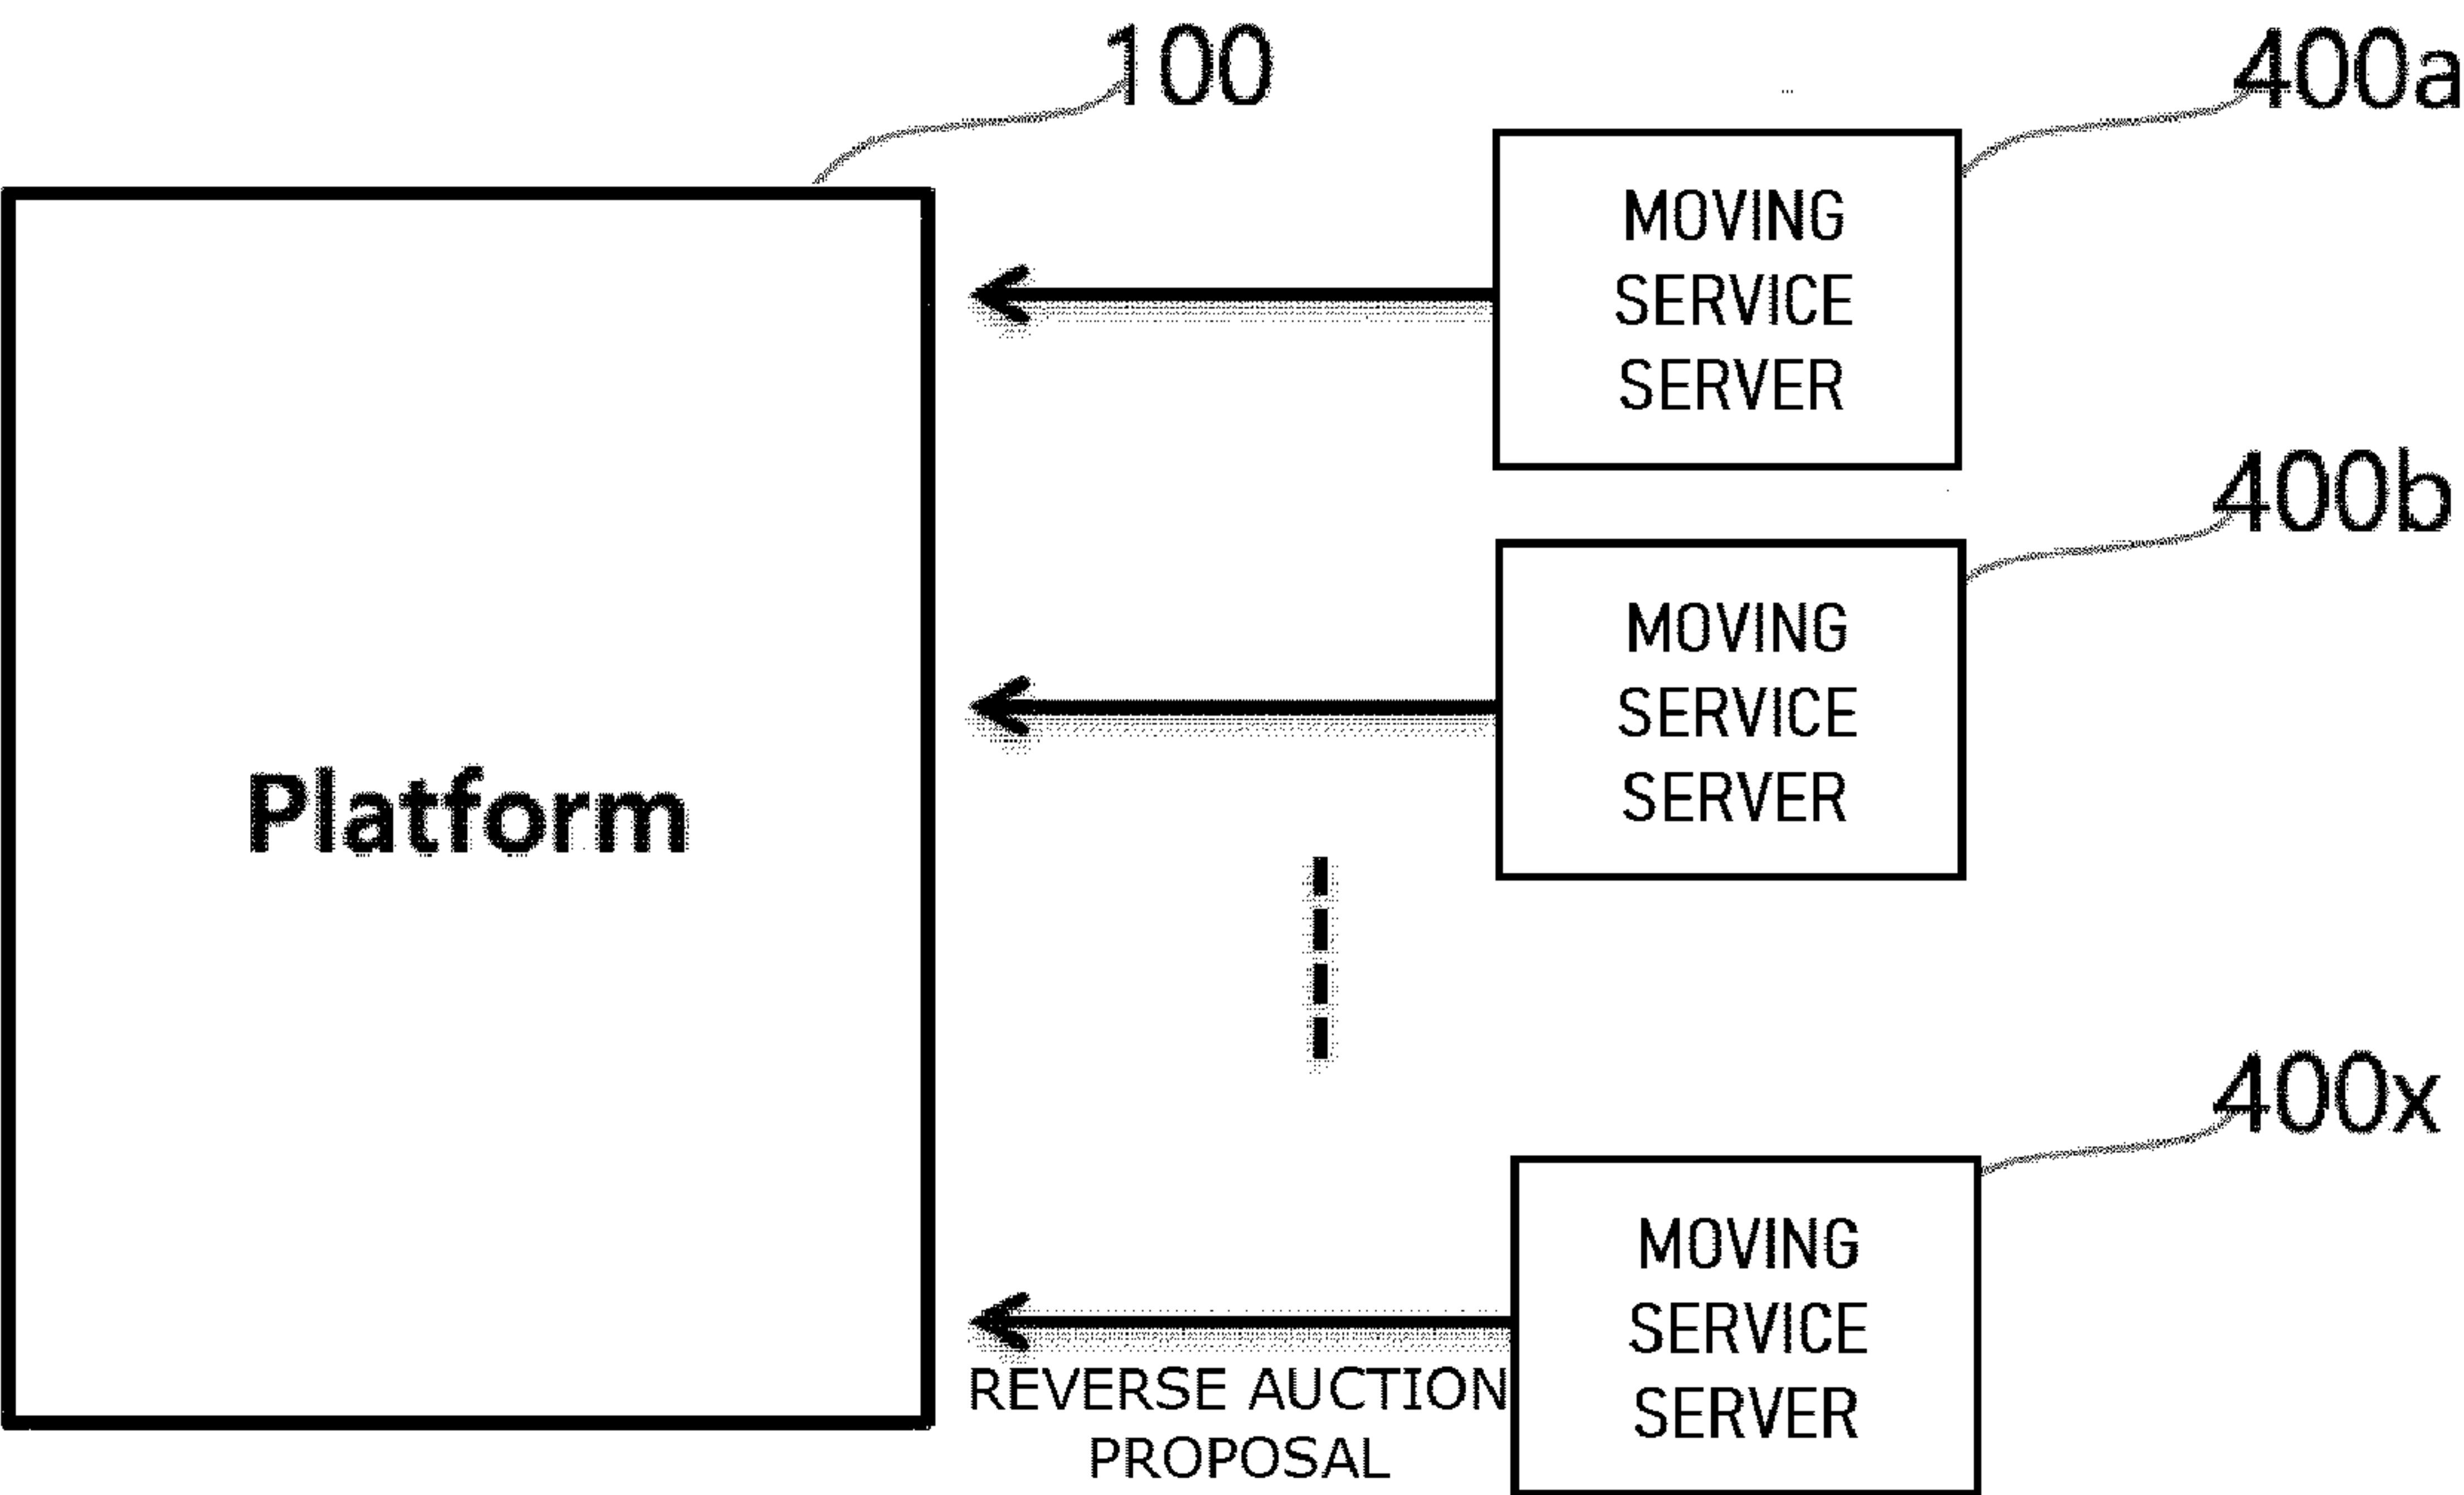 100
400a
MOVING
SERVICE
SERVER
400b
MOVING
SERVICE
SERVER
Platform
400x
MOVING
SERVICE
SERVER
REVERSE AUCTION
PROPOSAL